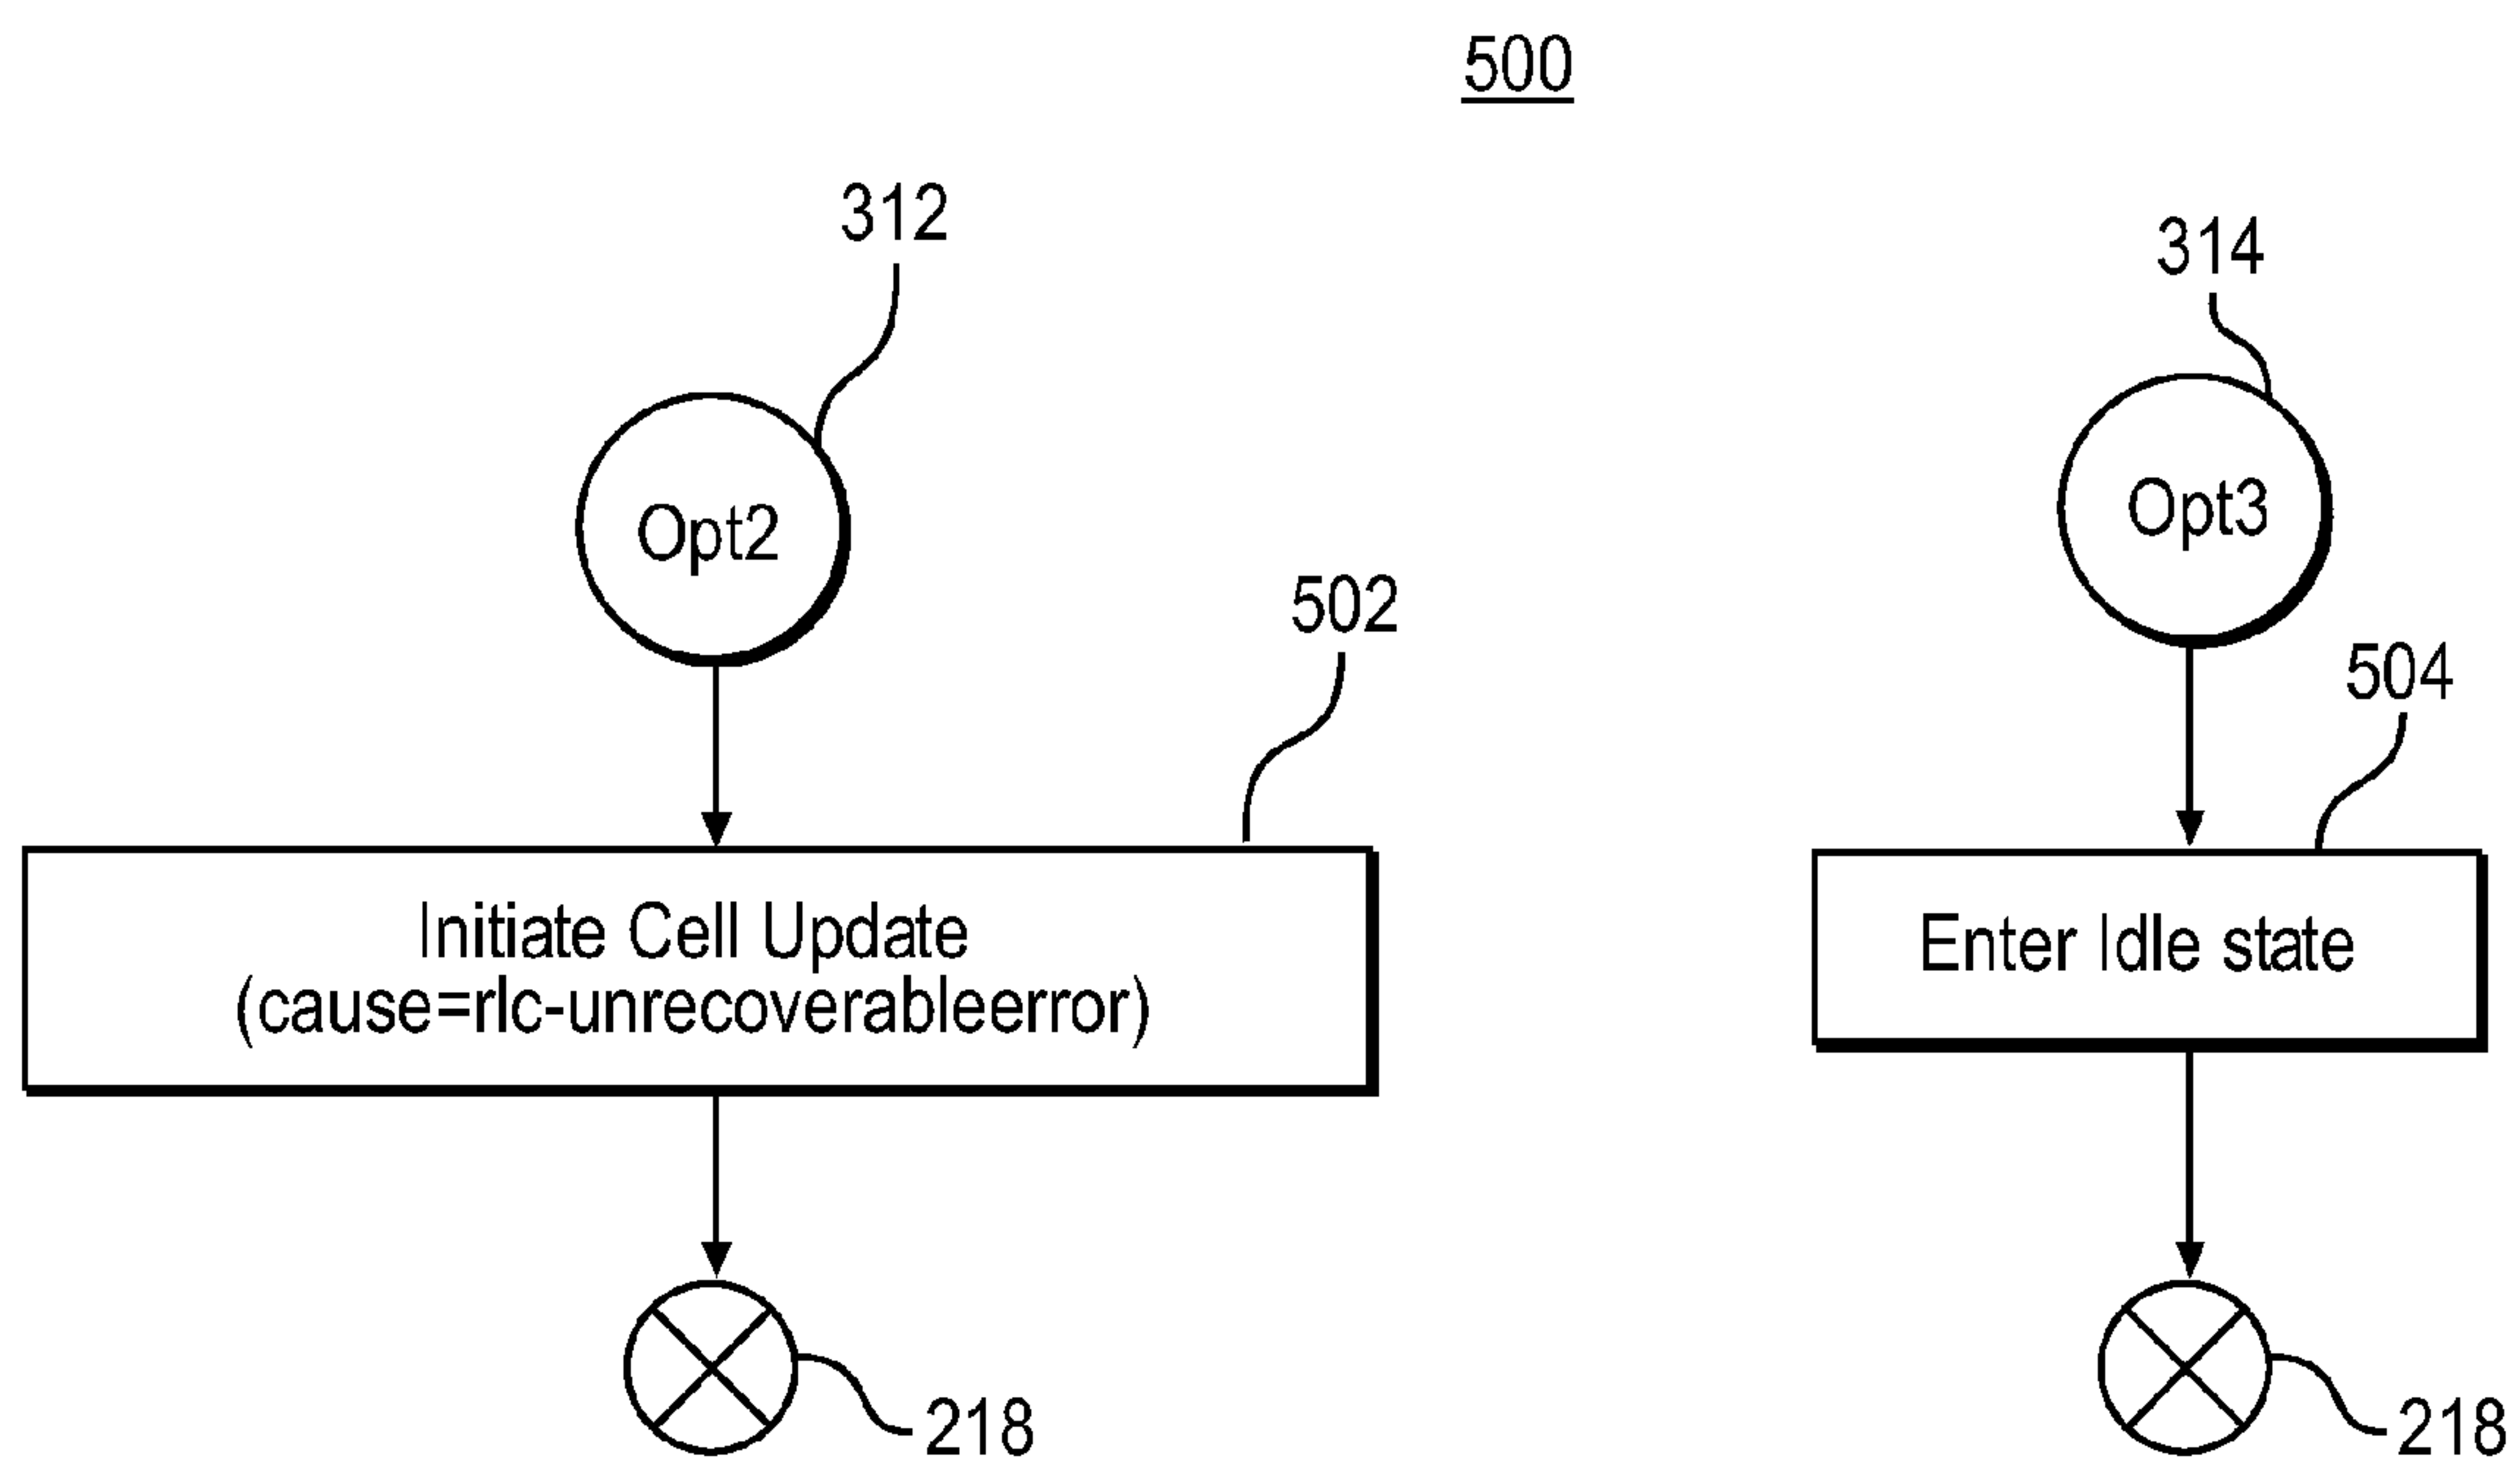 500
312
314
Opt2
Opt3
502
504
Initiate Cell Update
(cause=rlc-unrecoverableerror)
Enter Idle state
218
218